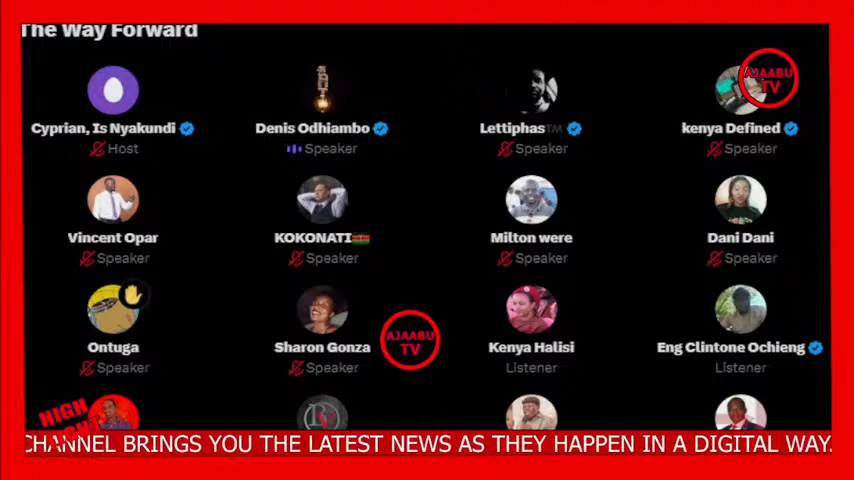 The Way Forward
AJAABU
TV
Cyprian, Is Nyakundi
Denis Odhiambo
Lettiphas™
kenya Defined
Host
Speaker
Speaker
Speaker
Vincent Opar
KOKONATI🇰🇪
Milton were
Dani Dani
Speaker
Speaker
Speaker
Speaker
AJAABU
TV
Ontuga
Sharon Gonza
Kenya Halisi
Eng Clintone Ochieng
Speaker
Speaker
Listener
Listener
HIGH
CHANNEL BRINGS YOU THE LATEST NEWS AS THEY HAPPEN IN A DIGITAL WAY.